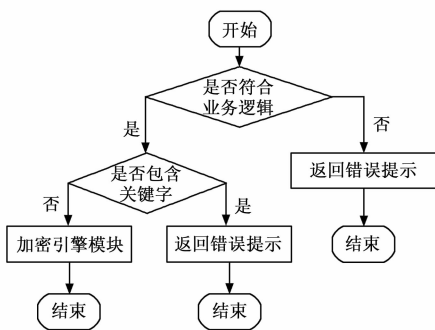 开始
是否符合
业务逻辑
是
否
是否包含
关键字
返回错误提示
否
是
加密引擎模块
返回错误提示
结束
结束
结束